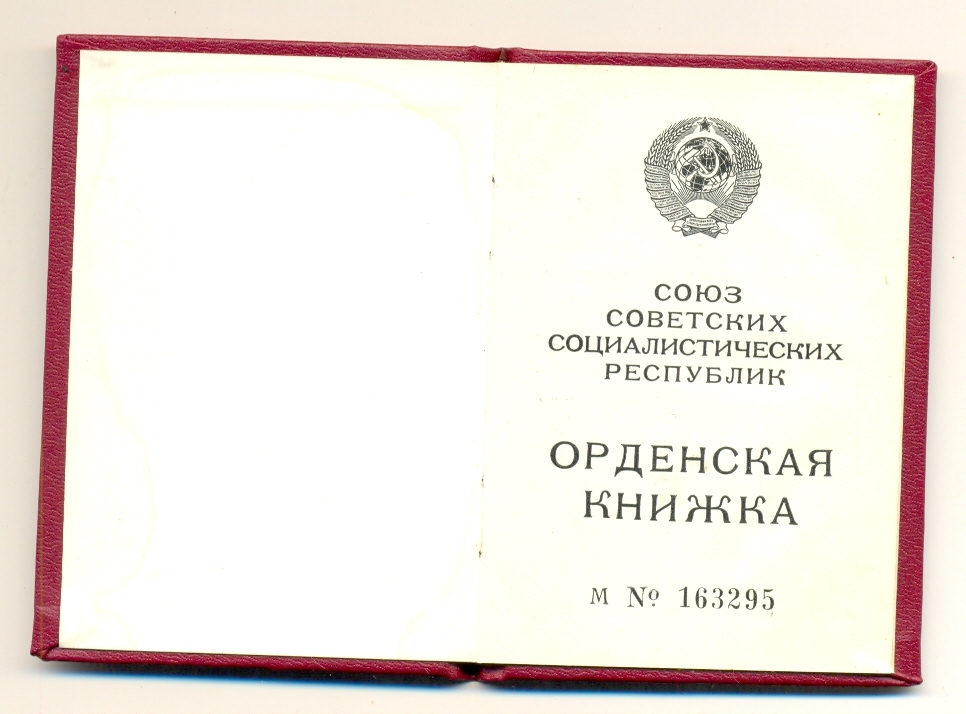 СОЮЗ
СОВЕТСКИХ
СОЦИАЛИСТИЧЕСКИХ
РЕСПУБЛИК
ОРДЕНСКАЯ
КНИЖКА
М № 163295